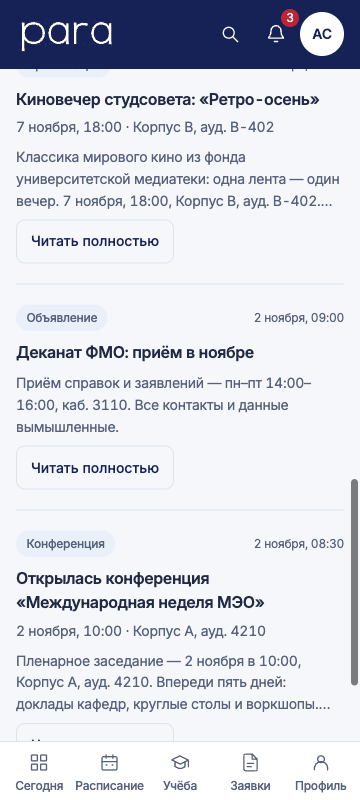 para
3
АС
Киновечер студсовета: «Ретро-осень»
7 ноября, 18:00 · Корпус В, ауд. В-402
Классика мирового кино из фонда
университетской медиатеки: одна лента — один
вечер. 7 ноября, 18:00, Корпус В, ауд. В-402....
Читать полностью
Объявление
2 ноября, 09:00
Деканат ФМО: приём в ноябре
Приём справок и заявлений — пн–пт 14:00–
16:00, каб. 3110. Все контакты и данные
вымышленные.
Читать полностью
Конференция
2 ноября, 08:30
Открылась конференция
«Международная неделя МЭО»
2 ноября, 10:00 · Корпус А, ауд. 4210
Пленарное заседание — 2 ноября в 10:00,
Корпус А, ауд. 4210. Впереди пять дней:
доклады кафедр, круглые столы и воркшопы....
Сегодня
Расписание
Учёба
Заявки
Профиль